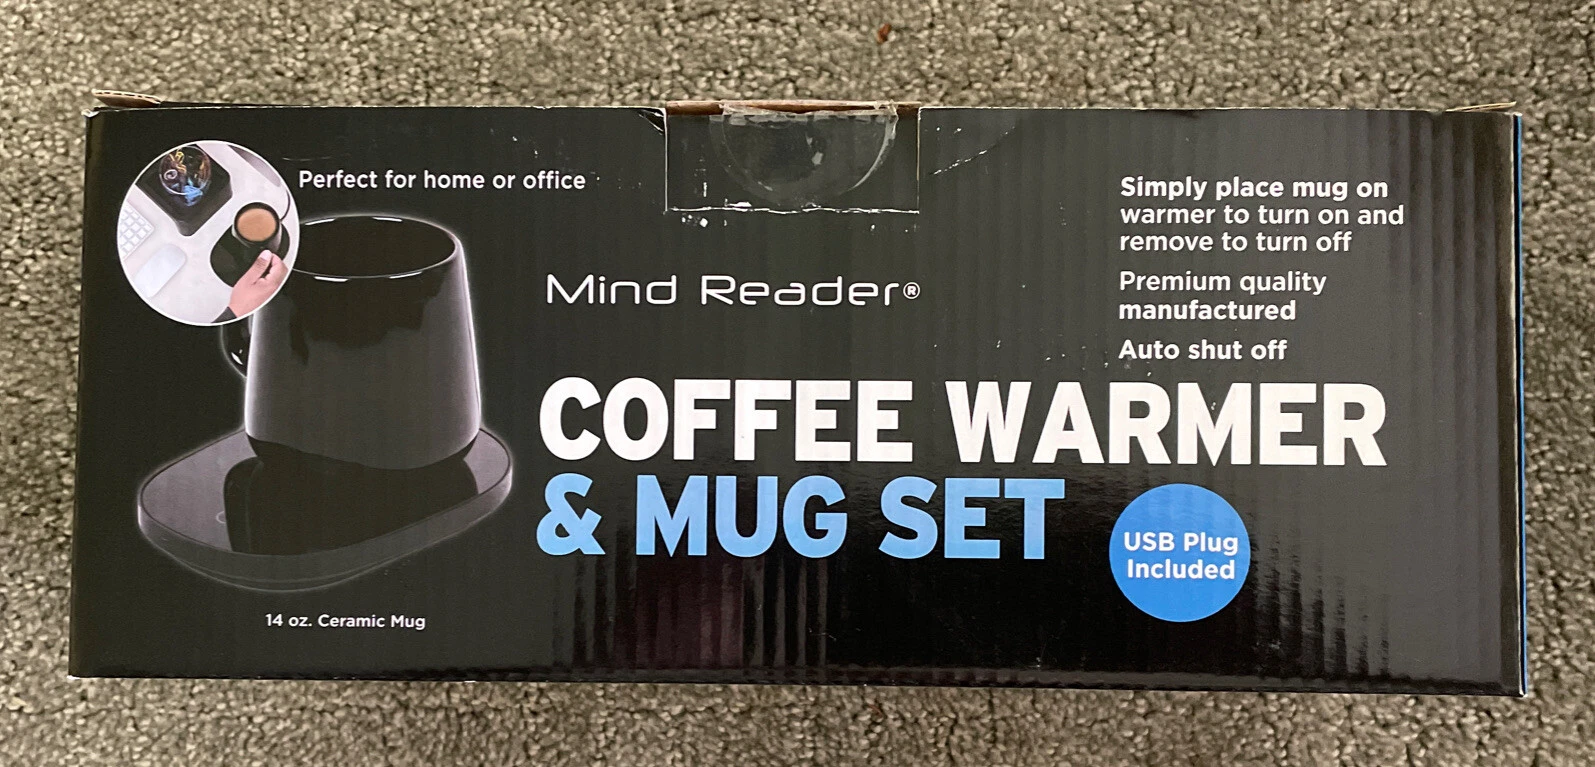 Perfect for home or office
14 oz. Ceramic Mug
Mind Reader®
COFFEE WARMER
& MUG SET
Simply place mug on
warmer to turn on and
remove to turn off
Premium quality
manufactured
Auto shut off
USB Plug
Included